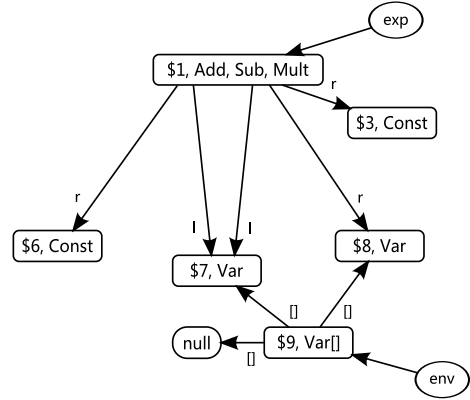 exp
$1, Add, Sub, Mult
r
$3, Const
r
l
l
r
$6, Const
$7, Var
$8, Var
[]
[]
null
[]
$9, Var[]
env